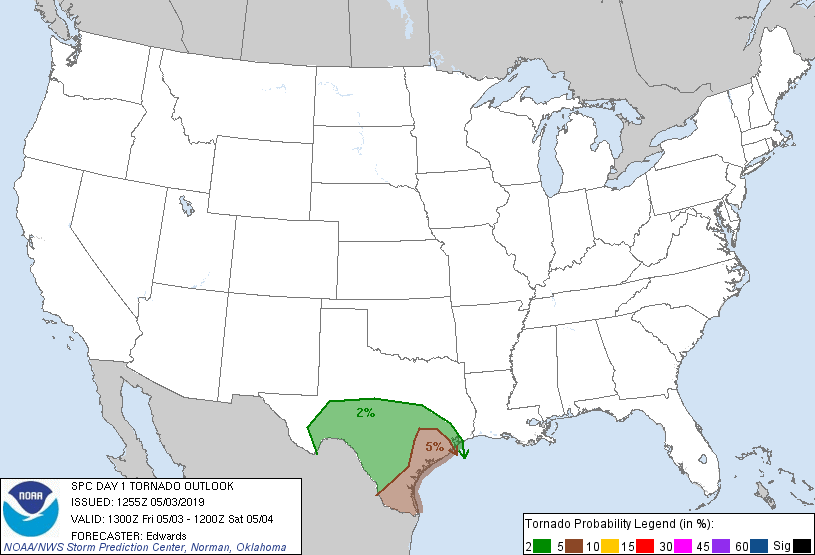 2%
5%
NOAA
SPC DAY 1 TORNADO OUTLOOK
ISSUED: 1255Z 05/03/2019
VALID: 1300Z Fri 05/03 - 1200Z Sat 05/04
FORECASTER: Edwards
NOAA/NWS Storm Prediction Center, Norman, Oklahoma
Tornado Probability Legend (in %):
2 5 10 15 30 45 60 Sig